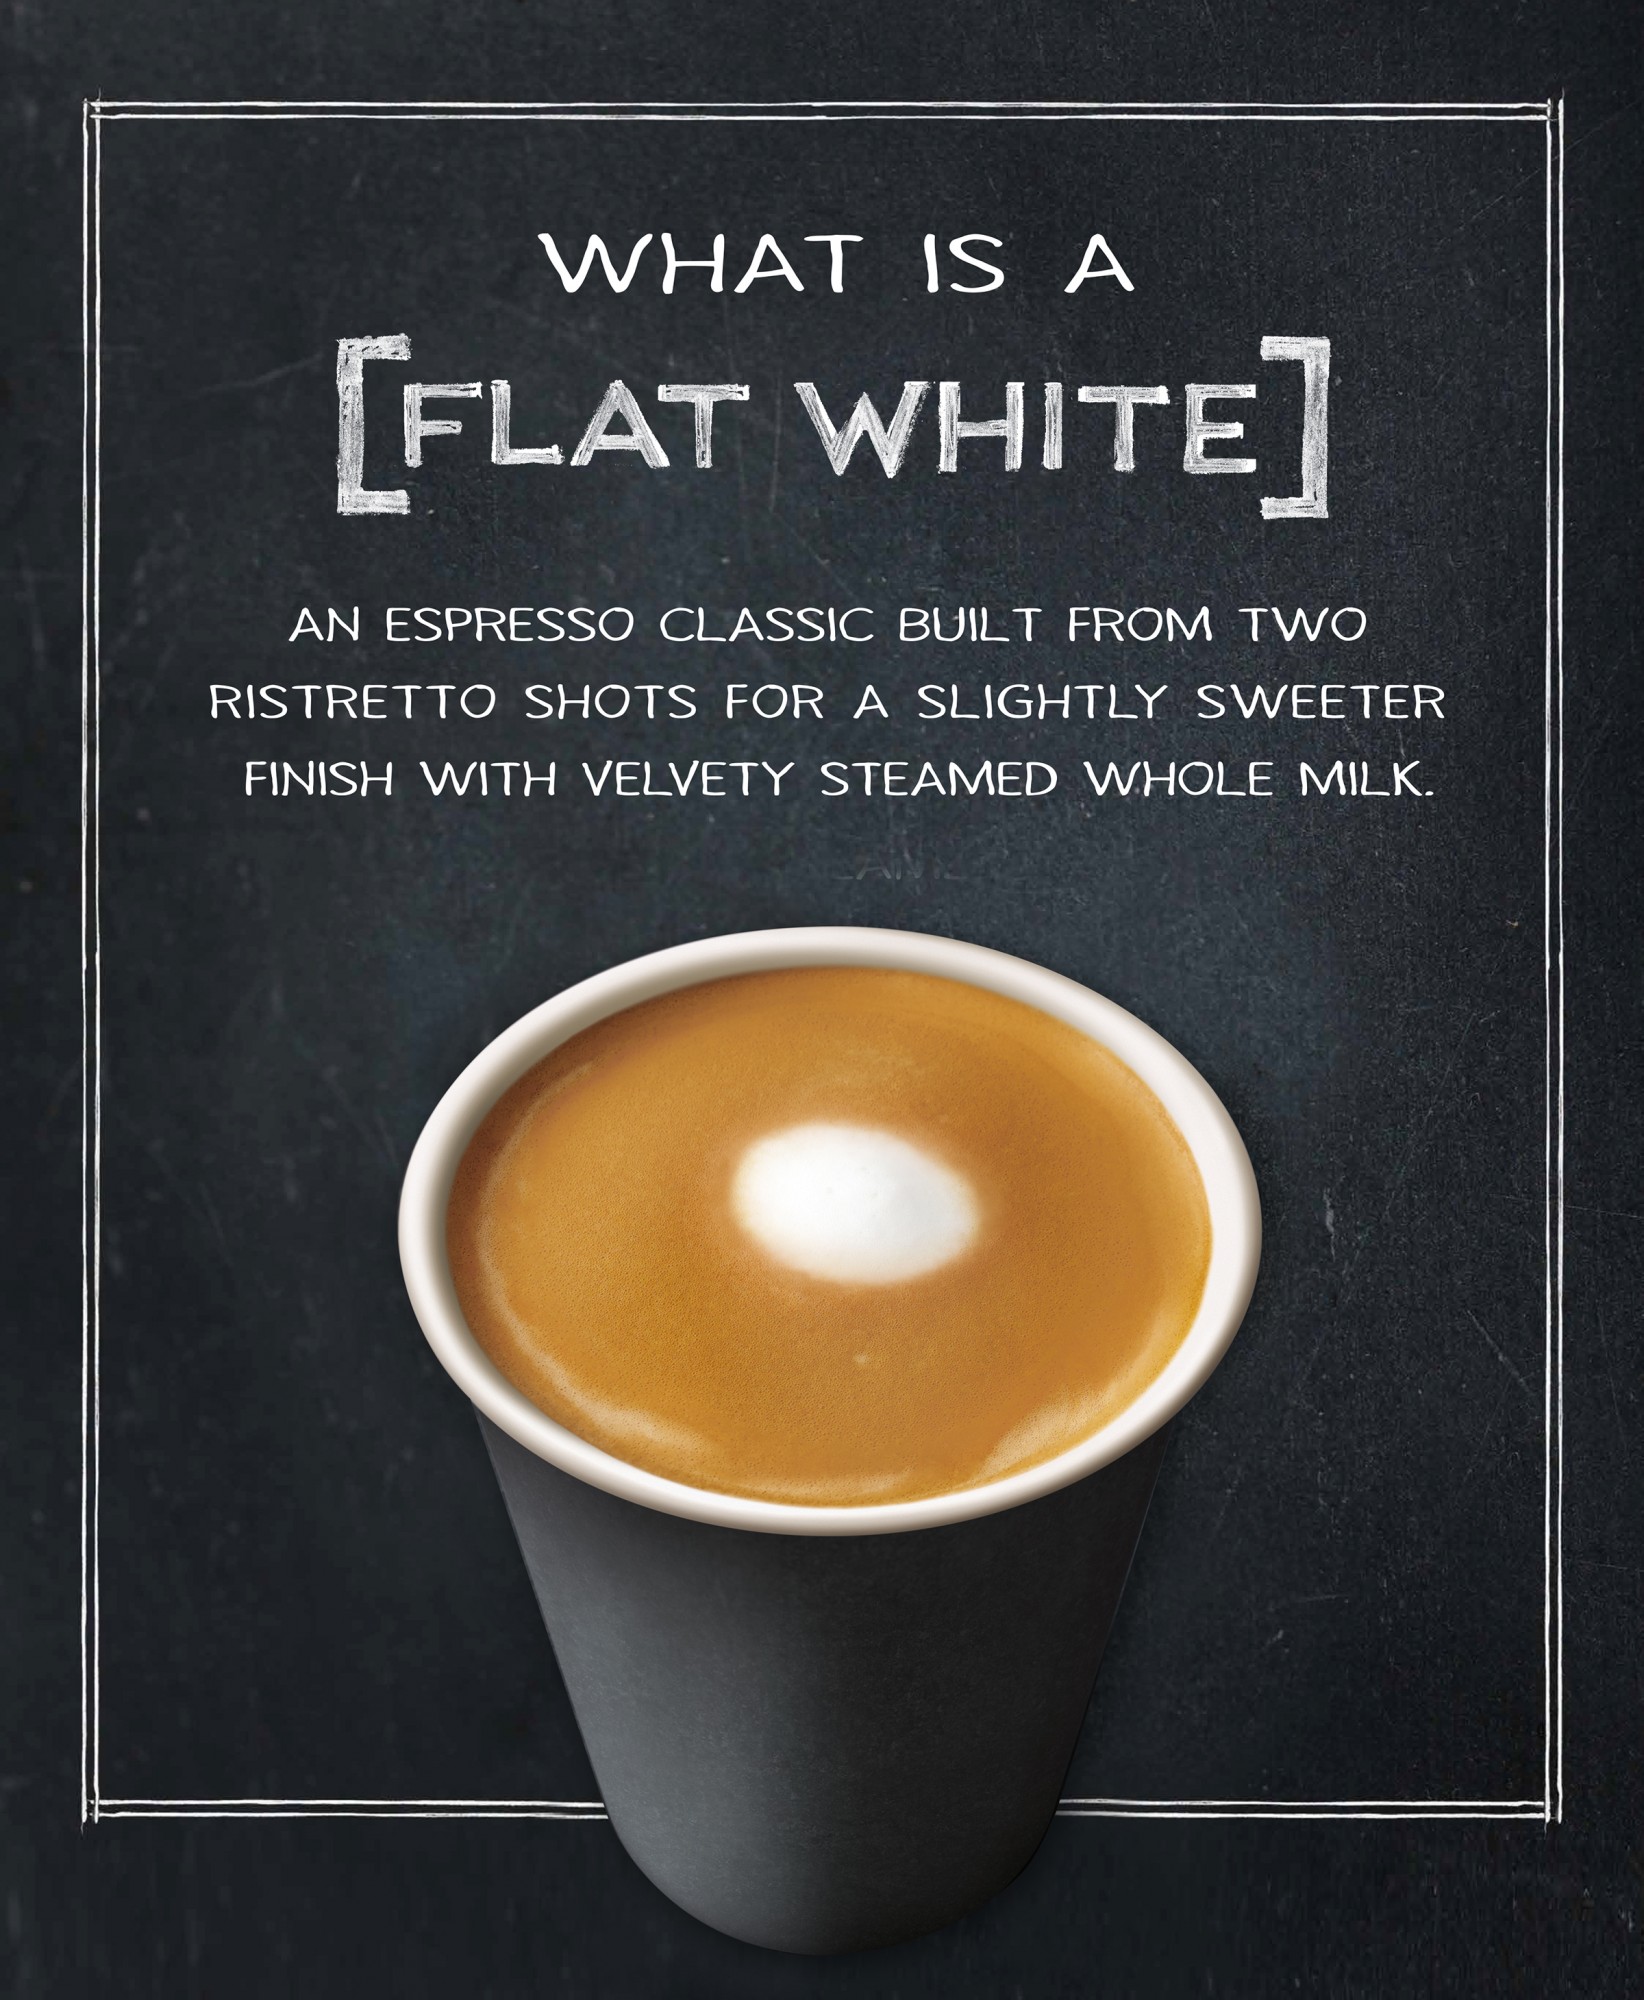 WHAT IS A
[FLAT WHITE]
AN ESPRESSO CLASSIC BUILT FROM TWO
RISTRETTO SHOTS FOR A SLIGHTLY SWEETER
FINISH WITH VELVETY STEAMED WHOLE MILK.